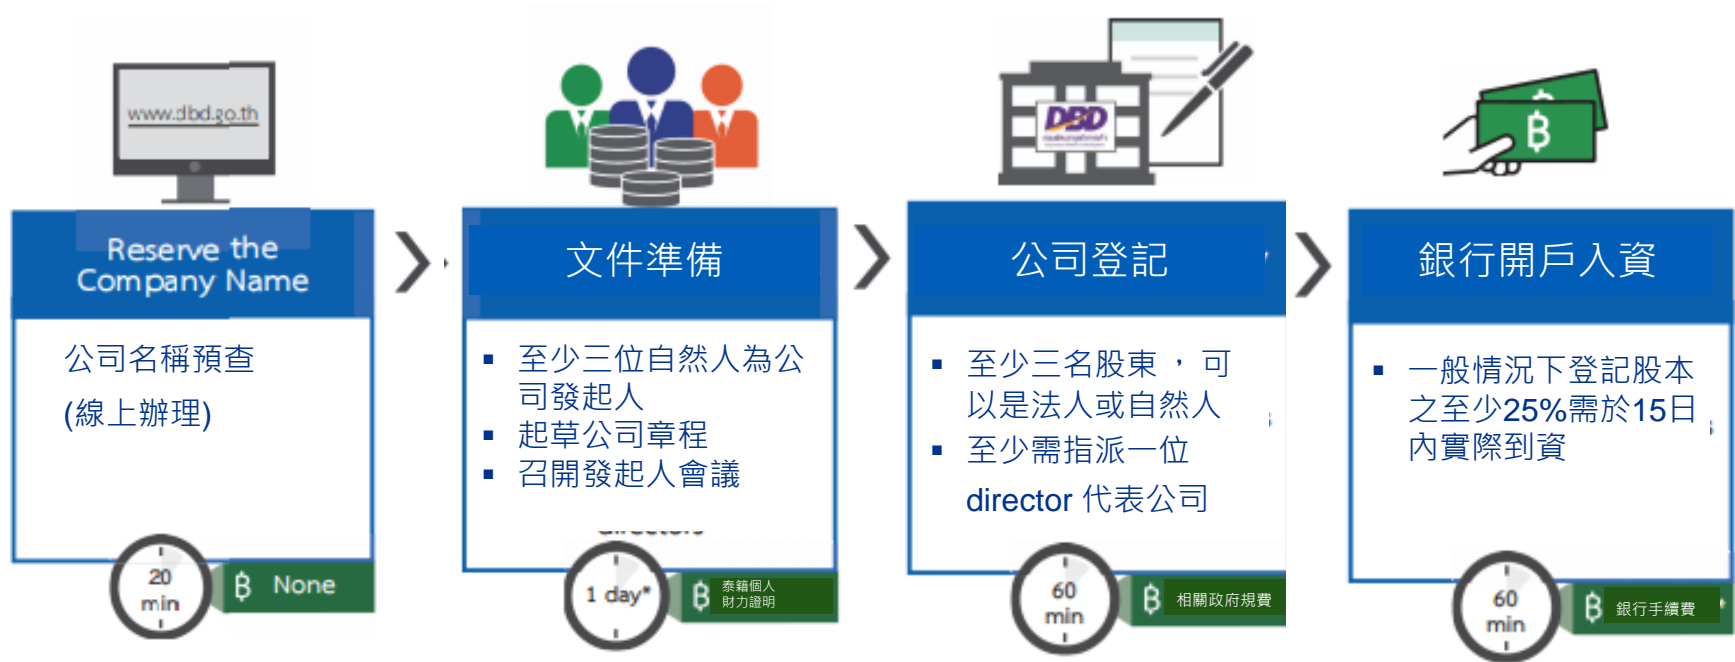 www.dbd.go.th
Reserve the
Company Name
公司名稱預查
(線上辦理)
20
min
฿ None
文件準備
▪ 至少三位自然人為公
司發起人
▪ 起草公司章程
▪ 召開發起人會議
1 day*
฿ 泰籍個人
財力證明
DBD
公司登記
▪ 至少三名股東，可
以是法人或自然人
▪ 至少需指派一位
director 代表公司
60
min
฿ 相關政府規費
฿
銀行開戶入資
▪ 一般情況下登記股本
之至少25%需於15日
內實際到資
60
min
฿ 銀行手續費